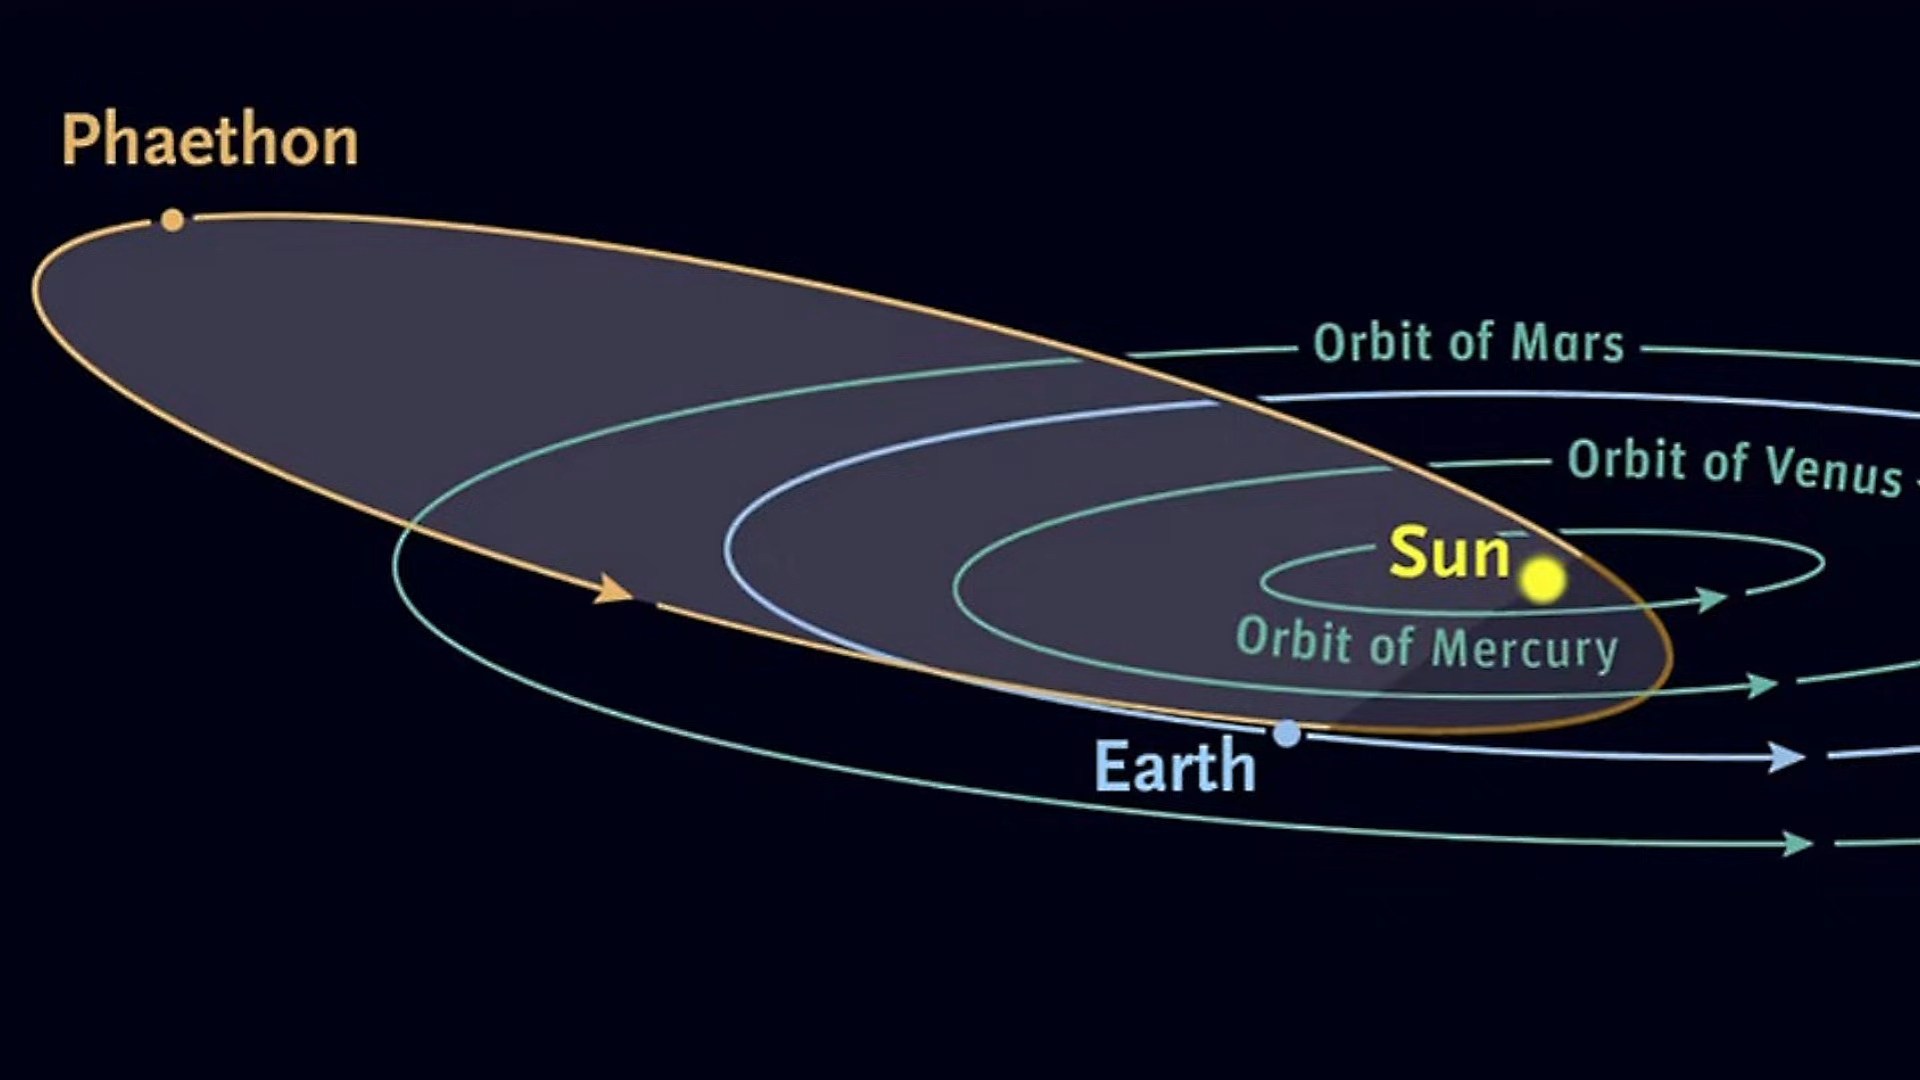 Phaethon
Orbit of Mars
Orbit of Venus
Sun
Orbit of Mercury
Earth